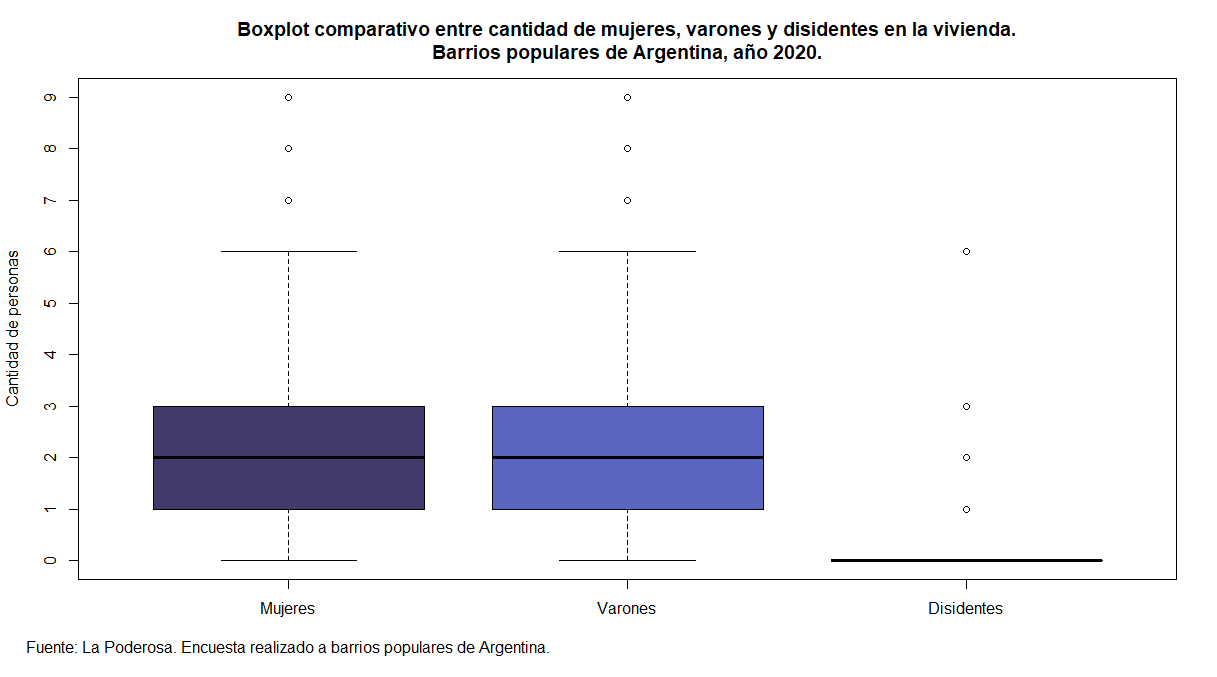 Boxplot comparativo entre cantidad de mujeres, varones y disidentes en la vivienda.
Barrios populares de Argentina, año 2020.
Cantidad de personas
9
8
7
6
5
4
3
2
1
0
Mujeres
Varones
Disidentes
Fuente: La Poderosa. Encuesta realizado a barrios populares de Argentina.